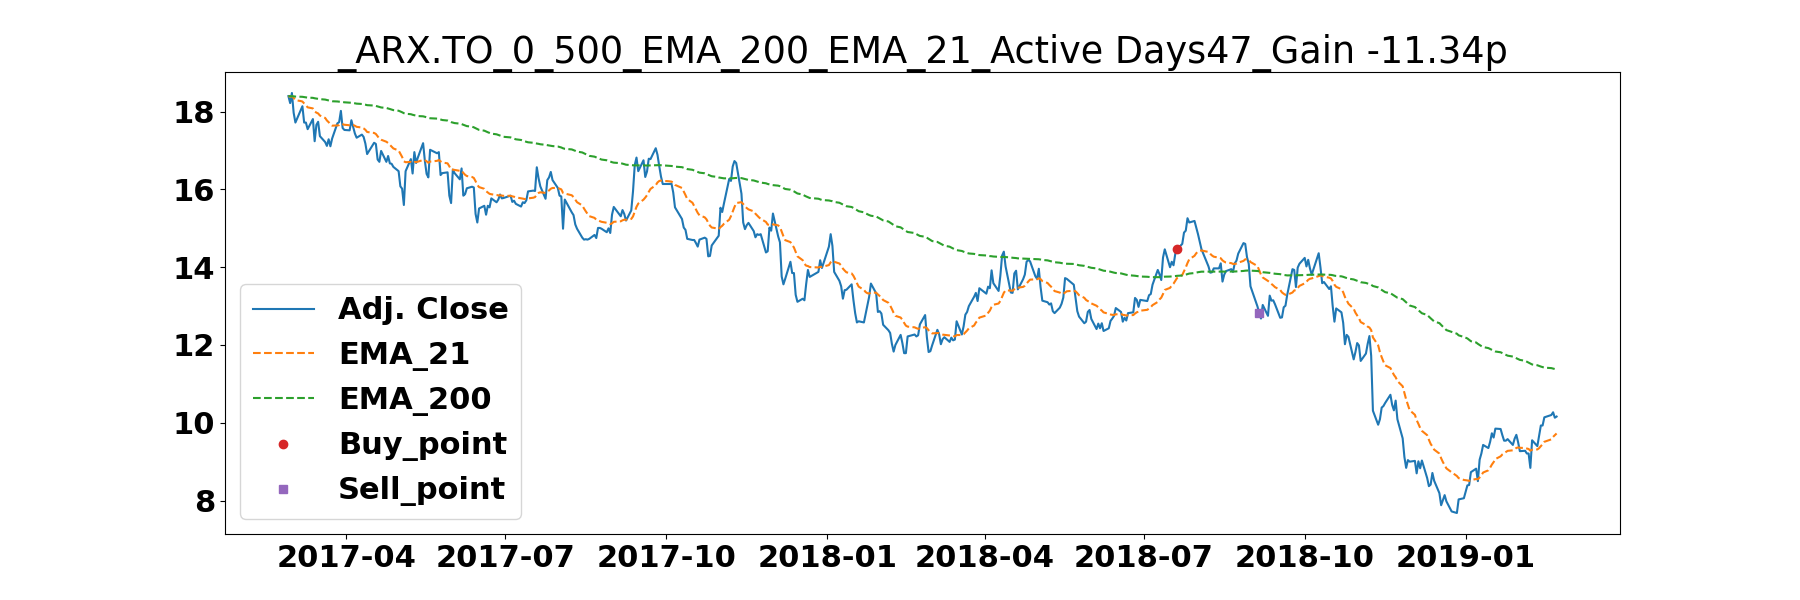 _ARX.TO_0_500_EMA_200_EMA_21_Active Days47_Gain -11.34p
18
16
14
12
10
8
Adj. Close
EMA_21
EMA_200
Buy_point
Sell_point
2017-04 2017-07 2017-10 2018-01 2018-04 2018-07 2018-10 2019-01